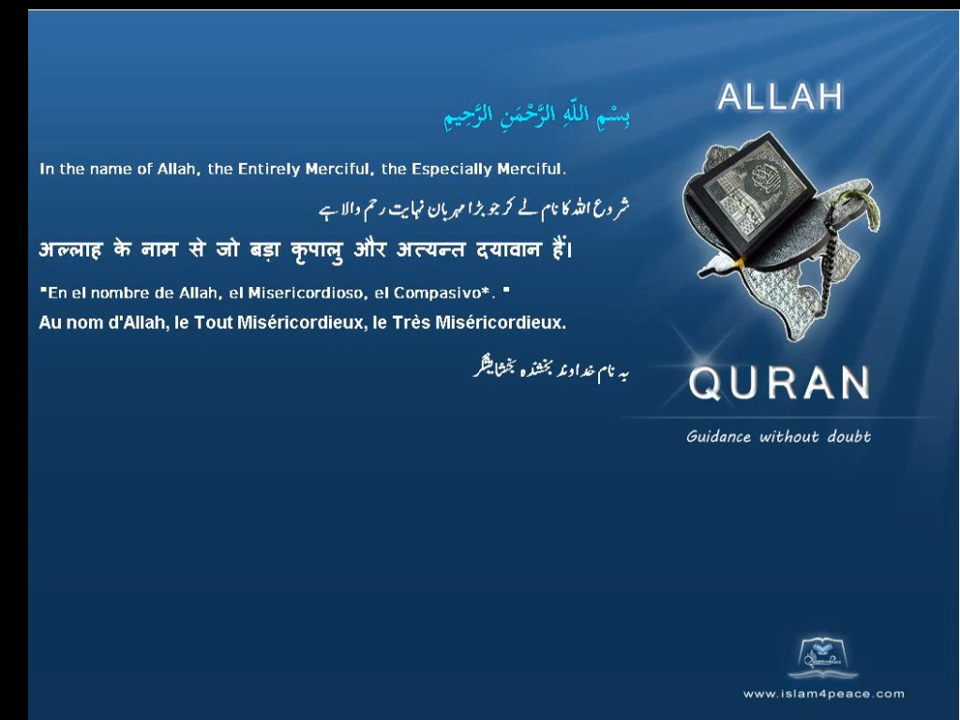 بِسْمِ اللَّهِ الرَّحْمَنِ الرَّحِيمِ
In the name of Allah, the Entirely Merciful, the Especially Merciful.
شروع اللہ کا نام لے کر جو بڑا مہربان نہایت رحم والا ہے
अल्लाह के नाम से जो बड़ा कृपालु और अत्यन्त दयावान हैं।
"En el nombre de Allah, el Misericordioso, el Compasivo*. "
Au nom d'Allah, le Tout Miséricordieux, le Très Miséricordieux.
به نام خداوند بخشنده بخشایشگر
ALLAH
QURAN
Guidance without doubt
www.islam4peace.com